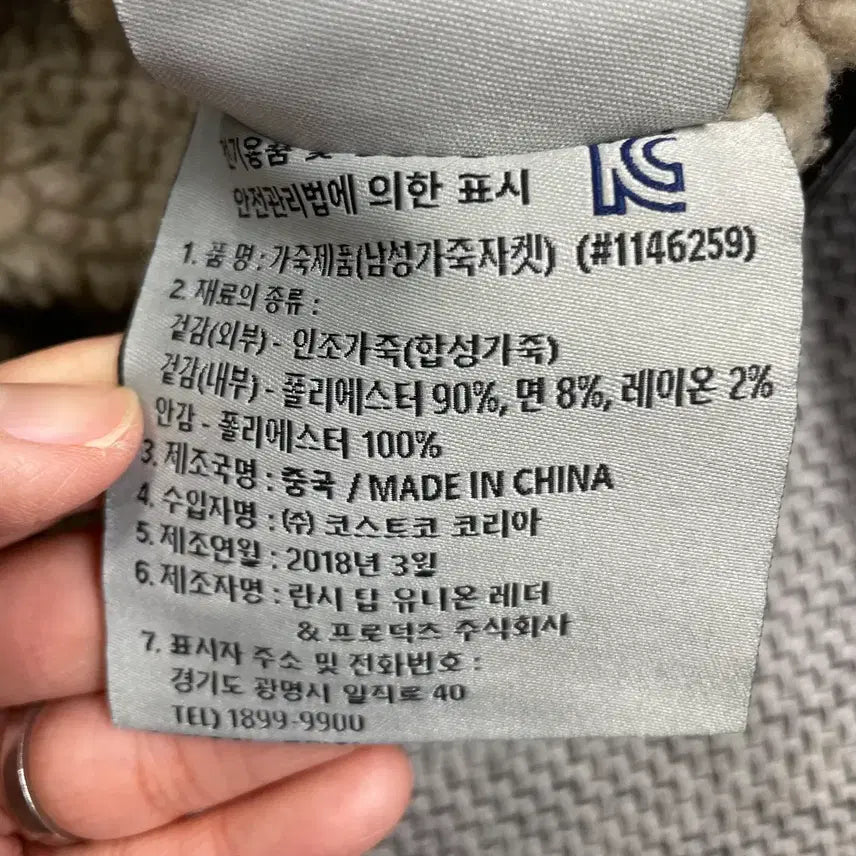 전기용품 및
안전관리법에 의한 표시
1. 품 명 : 가죽제품(남성가죽자켓) (#1146259)
2. 재료의 종류 :
겉감(외부) - 인조가죽(합성가죽)
겉감(내부) - 폴리에스터 90%, 면 8%, 레이온 2%
안감 - 폴리에스터 100%
3. 제조국명 : 중국 / MADE IN CHINA
4. 수입자명 : (주) 코스트코 코리아
5. 제조연월 : 2018년 3월
6. 제조자명 : 란시 탑 유니온 레더
& 프로덕츠 주식회사
7. 표시자 주소 및 전화번호 :
경기도 광명시 일직로 40
TEL) 1899-9900